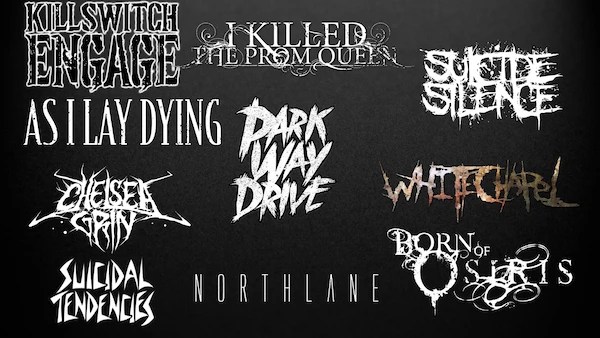 KILLSWITCH
ENGAGE
I KILLED
THE PROM QUEEN
SUICIDE
SILENCE
AS I LAY DYING
PARK
WAY
DRIVE
CHELSEA
GRIN
WHITECHAPEL
SUICIDAL
TENDENCIES
NORTHLANE
BORN OF
OSIRIS